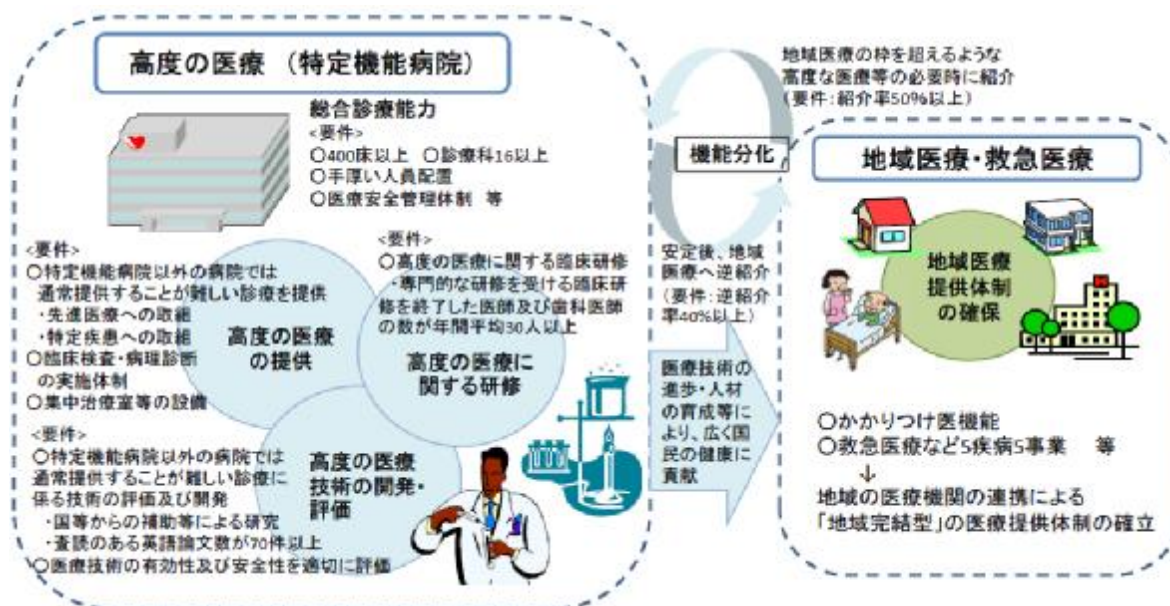 高度の医療 （特定機能病院）
総合診療能力
<要件>
○400床以上 ○診療科16以上
○手厚い人員配置
○医療安全管理体制 等
<要件>
○特定機能病院以外の病院では
通常提供することが難しい診療を提供
・先進医療への取組
・特定疾患への取組
○臨床検査・病理診断
の実施体制
○集中治療室等の設備
高度の医療
の提供
<要件>
○高度の医療に関する臨床研修
・専門的な研修を受ける臨床研
修を終了した医師及び歯科医師
の数が年間平均30人以上
高度の医療に
関する研修
<要件>
○特定機能病院以外の病院では
通常提供することが難しい診療に
係る技術の評価及び開発
・国等からの補助等による研究
・査読のある英語論文数が70件以上
○医療技術の有効性及び安全性を適切に評価
高度の医療
技術の開発・
評価
地域医療の枠を超えるような
高度な医療等の必要時に紹介
（要件：紹介率50%以上）
機能分化
安定後、地域
医療へ逆紹介
（要件：逆紹介
率40%以上）
医療技術の
進歩・人材
の育成等に
より、広く国
民の健康に
貢献
地域医療・救急医療
地域医療
提供体制
の確保
○かかりつけ医機能
○救急医療など5疾病5事業 等
↓
地域の医療機関の連携による
「地域完結型」の医療提供体制の確立